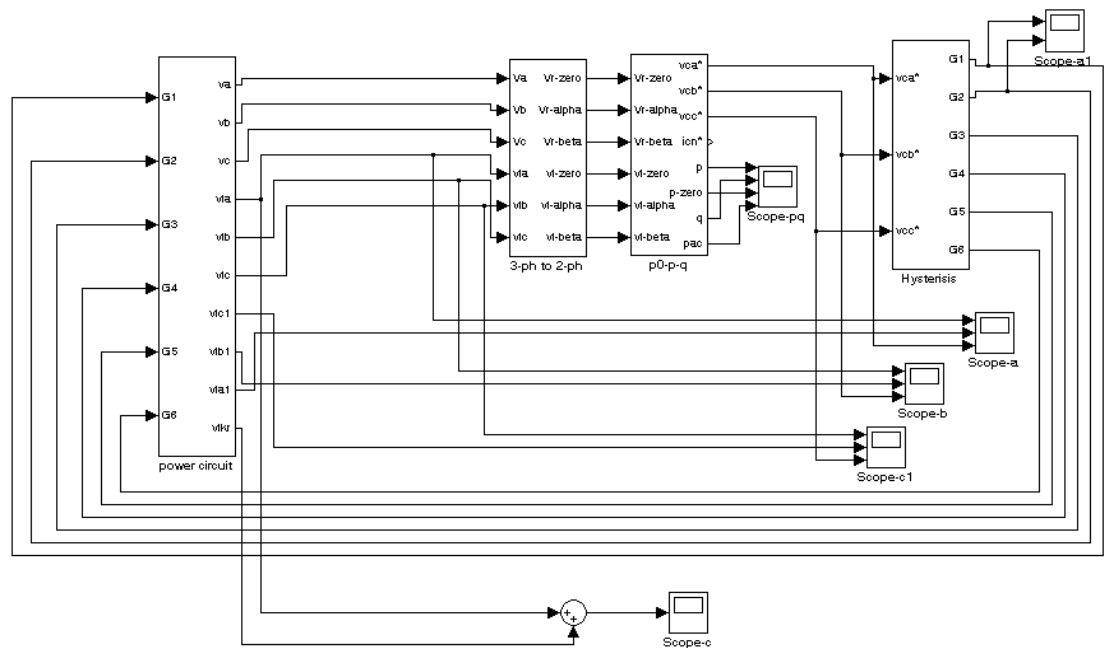 G1
G2
G3
G4
G5
G6
va
vb
vc
vla
vlb
vlc
vlc1
vlb1
vla1
vlkr
power circuit
Va
Vb
Vc
vla
vlb
vlc
Vr-zero
Vr-alpha
Vr-beta
vl-zero
vl-alpha
vl-beta
3-ph to 2-ph
Vr-zero
Vr-alpha
Vr-beta
vl-zero
vl-alpha
vl-beta
vca*
vcb*
vcc*
icn*
p
p-zero
q
pac
p0-p-q
Scope-pq
vca*
vcb*
vcc*
G1
G2
G3
G4
G5
G6
Hysterisis
Scope-a1
Scope-a
Scope-b
Scope-c1
+
+
Scope-c